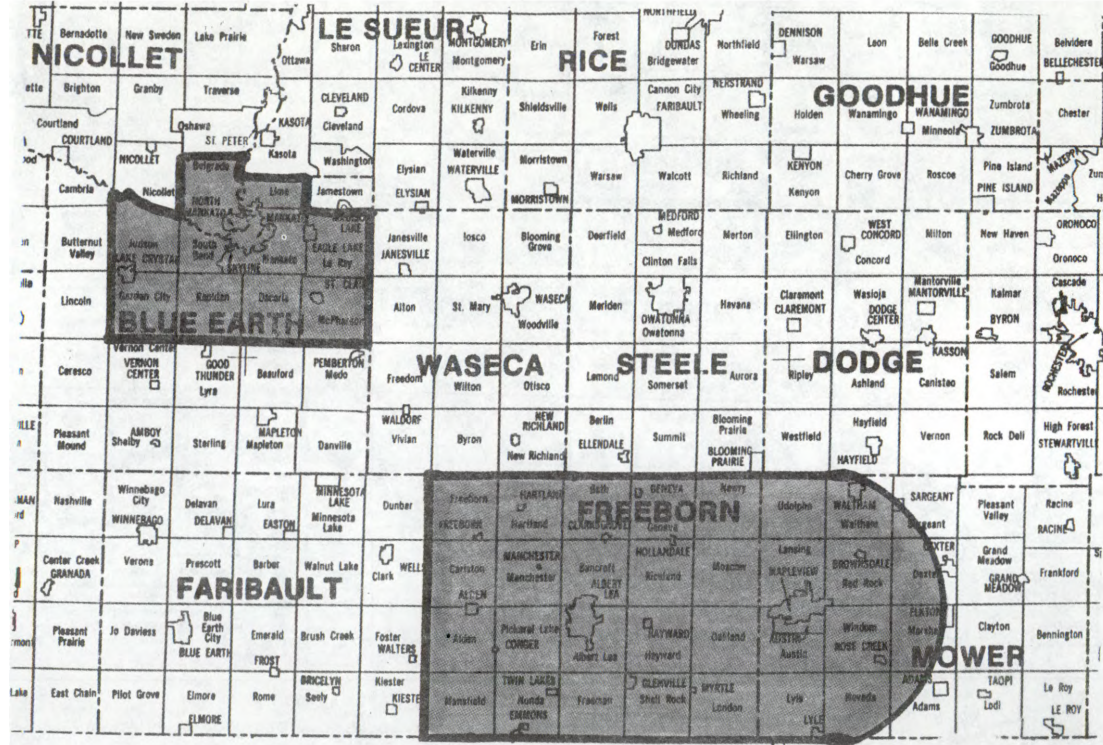 NORTHFIELD
TTE Bernadotte New Sweden Lake Prairie LE SUEUR MONTGOMERY Erin Forest DUNDAS Northfield DENNISON Leon Belle Creek GOODHUE Belvidere
NICOLLET Sharon Lexington LE CENTER Montgomery RICE Bridgewater Warsaw Goodhue BELLECHESTER
Ottawa
ette Brighton Granby Traverse CLEVELAND Cordova Kilkenny KILKENNY Shieldsville Wells Cannon City FARIBAULT NERSTRAND Wheeling GOODHUE Zumbrota Chester
Holden Wanamingo WANAMINGO Minneola ZUMBROTA
Courtland COURTLAND Oshawa ST PETER KASOTA Cleveland
NICOLLET Kasota Washington Waterville WATERVILLE Morristown KENYON Pine Island MAZEPPA
Belgrade Elysian Warsaw Walcott Richland Cherry Grove Roscoe PINE ISLAND Mazeppa
Cambria Nicollet Lime Jamestown ELYSIAN MORRISTOWN Kenyon
NORTH MANKATO MANKATO
Butternut Valley Judson South Bend Mankato EAGLE LAKE Le Ray Janesville JANESVILLE Iosco Blooming Grove Deerfield MEDFORD Medford Merton Ellington WEST CONCORD Concord Milton New Haven ORONOCO Oronoco
LAKE CRYSTAL SKYLINE ST. CLAIR Clinton Falls
Lincoln Garden City Rapidan Decoria McPherson Alton St. Mary WASECA Woodville Meriden OWATONNA Owatonna Havana Claremont CLAREMONT Wasioja DODGE CENTER Mantorville MANTORVILLE Kalmar BYRON Cascade
BLUE EARTH KASSON ROCHESTER
Ceresco Vernon Center VERNON CENTER GOOD THUNDER Lyra Beauford PEMBERTON Medo WASECA STEELE DODGE
Freedom Wilton Otisco Lemond Somerset Aurora Ripley Ashland Canisteo Salem Rochester
Pleasant Mound AMBOY Shelby Sterling MAPLETON Mapleton Danville WALDORF Vivian Byron NEW RICHLAND New Richland Berlin ELLENDALE Summit Blooming Prairie BLOOMING PRAIRIE Westfield Hayfield HAYFIELD Vernon Rock Dell High Forest STEWARTVILLE
Nashville Winnebago City WINNEBAGO Delavan DELAVAN Lura EASTON MINNESOTA LAKE Minnesota Lake Dunbar Freeborn FREEBORN HARTLAND Hartland Bath CLARKS GROVE GENEVA Geneva Newry Udolpho WALTHAM Waltham SARGEANT Sargeant Pleasant Valley Racine RACINE
FREEBORN
Center Creek GRANADA Verona Prescott Barber Walnut Lake Clark WELLS Carlston MANCHESTER Manchester Bancroft HOLLANDALE Riceland Moscow Lansing MAPLEVIEW BROWNSDALE Red Rock DEXTER Dexter Grand Meadow GRAND MEADOW Frankford
FARIBAULT ALDEN ALBERT LEA
Pleasant Prairie Jo Daviess Blue Earth City BLUE EARTH Emerald FROST Brush Creek Foster WALTERS Alden Pickerel Lake CONGER Albert Lea HAYWARD Hayward Oakland AUSTIN Austin Windom ROSE CREEK ELKTON Marshall Clayton Bennington
MOWER
Lake East Chain Pilot Grove Elmore ELMORE Rome BRICELYN Seely Kiester KIESTE Mansfield TWIN LAKES Nunda EMMONS Freeman GLENVILLE Shell Rock MYRTLE London Lyle LYLE Nevada ADAMS Adams TAOPI Lodi Le Roy LE ROY